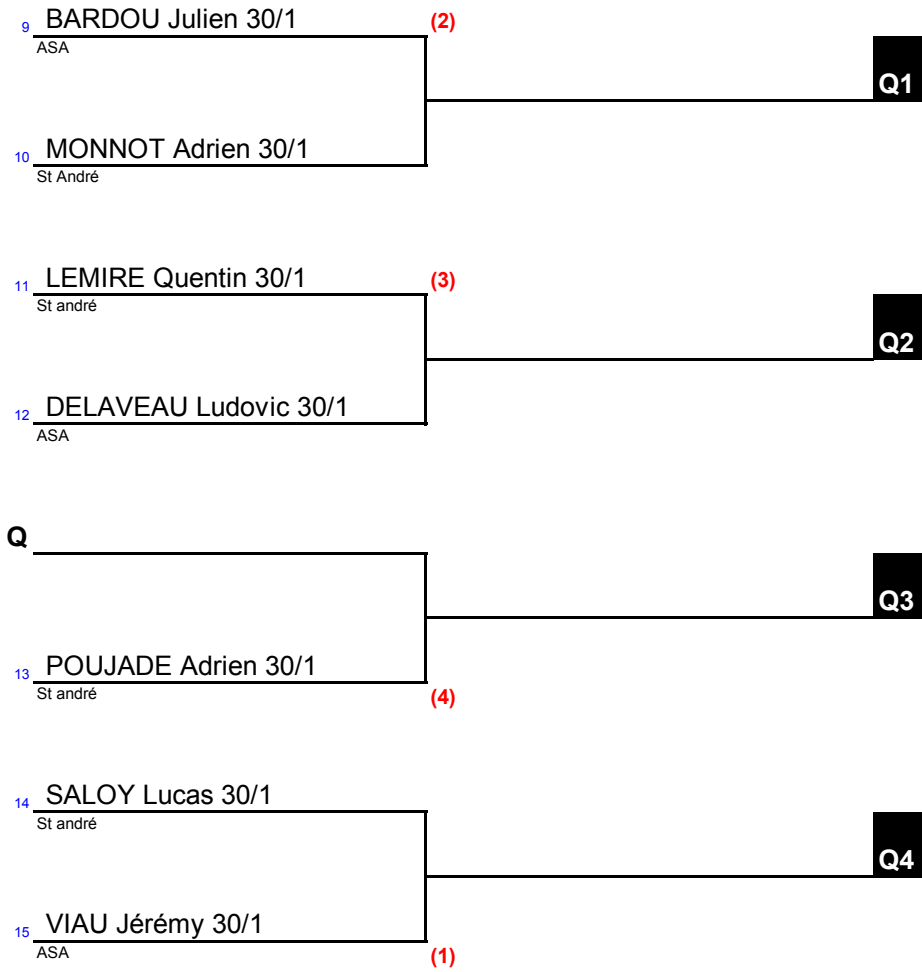 9 BARDOU Julien 30/1 (2)
ASA
Q1
10 MONNOT Adrien 30/1
St André
11 LEMIRE Quentin 30/1 (3)
St andré
Q2
12 DELAVEAU Ludovic 30/1
ASA
Q
Q3
13 POUJADE Adrien 30/1
St andré (4)
14 SALOY Lucas 30/1
St andré
Q4
15 VIAU Jérémy 30/1
ASA (1)